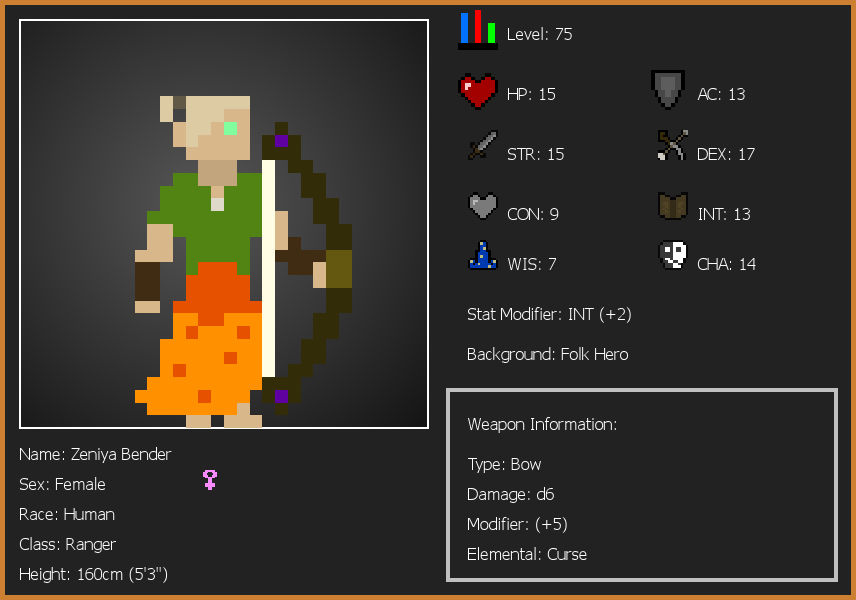 Level: 75
HP: 15
AC: 13
STR: 15
DEX: 17
CON: 9
INT: 13
WIS: 7
CHA: 14
Stat Modifier: INT (+2)
Background: Folk Hero
Weapon Information:
Type: Bow
Damage: d6
Modifier: (+5)
Elemental: Curse
Name: Zeniya Bender
Sex: Female
Race: Human
Class: Ranger
Height: 160cm (5'3")